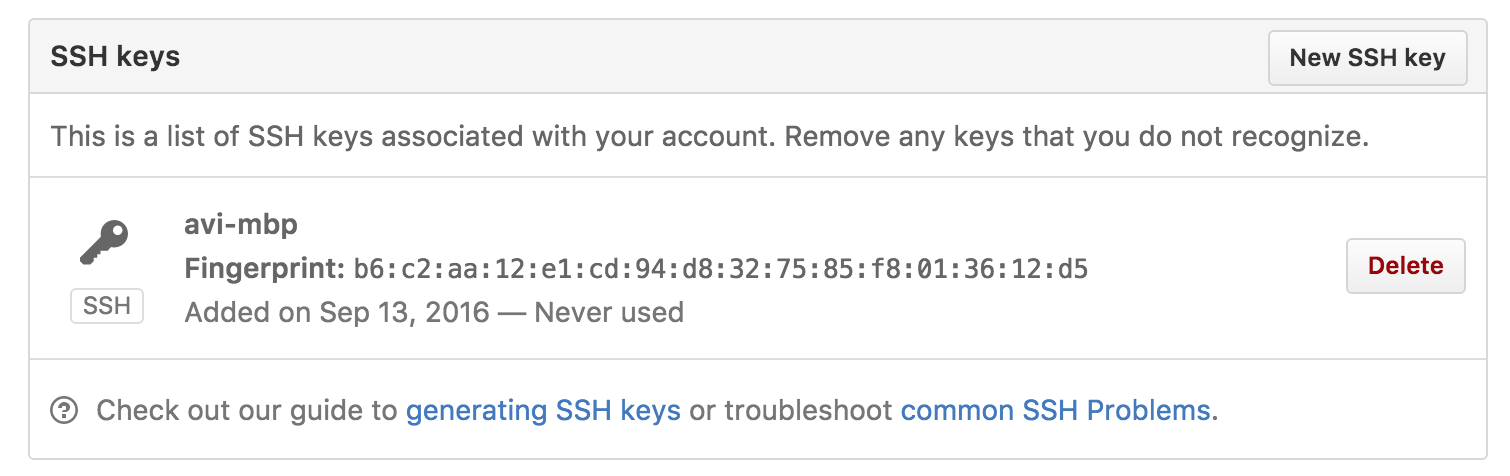 SSH keys
New SSH key
This is a list of SSH keys associated with your account. Remove any keys that you do not recognize.
avi-mbp
Fingerprint: b6:c2:aa:12:e1:cd:94:d8:32:75:85:f8:01:36:12:d5
SSH
Added on Sep 13, 2016 — Never used
Delete
Check out our guide to generating SSH keys or troubleshoot common SSH Problems.